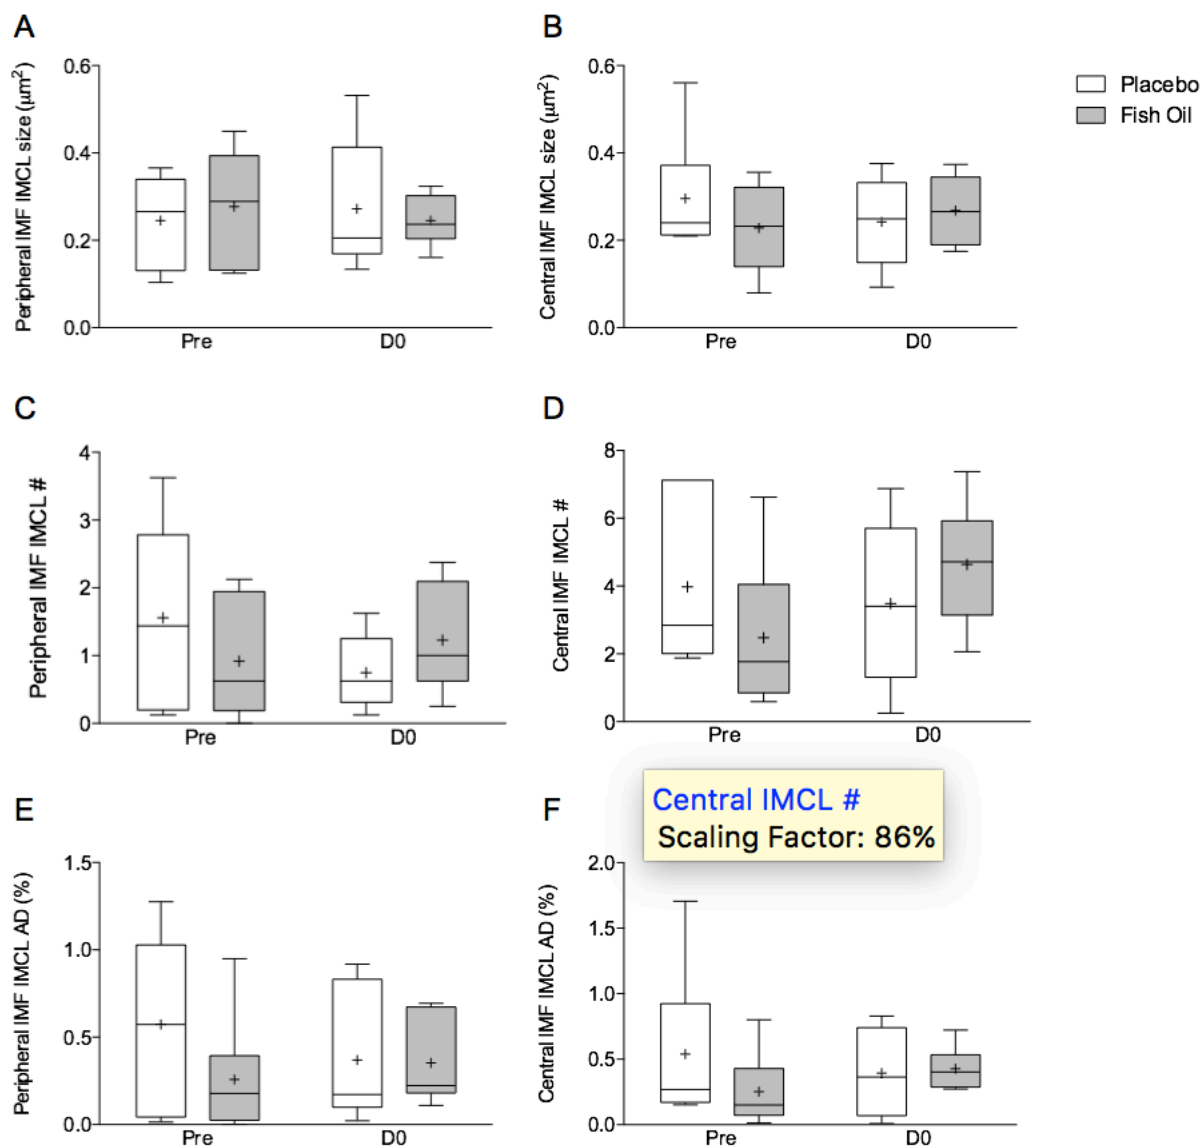 A
B
Peripheral IMF IMCL size (μm²)
0.6
0.4
0.2
0.0
Pre
D0
Central IMF IMCL size (μm²)
0.6
0.4
0.2
0.0
Pre
D0
Placebo
Fish Oil
C
D
Peripheral IMF IMCL #
4
3
2
1
0
Pre
D0
Central IMF IMCL #
8
6
4
2
0
Pre
D0
Central IMCL #
Scaling Factor: 86%
E
F
Peripheral IMF IMCL AD (%)
1.5
1.0
0.5
0.0
Pre
D0
Central IMF IMCL AD (%)
2.0
1.5
1.0
0.5
0.0
Pre
D0